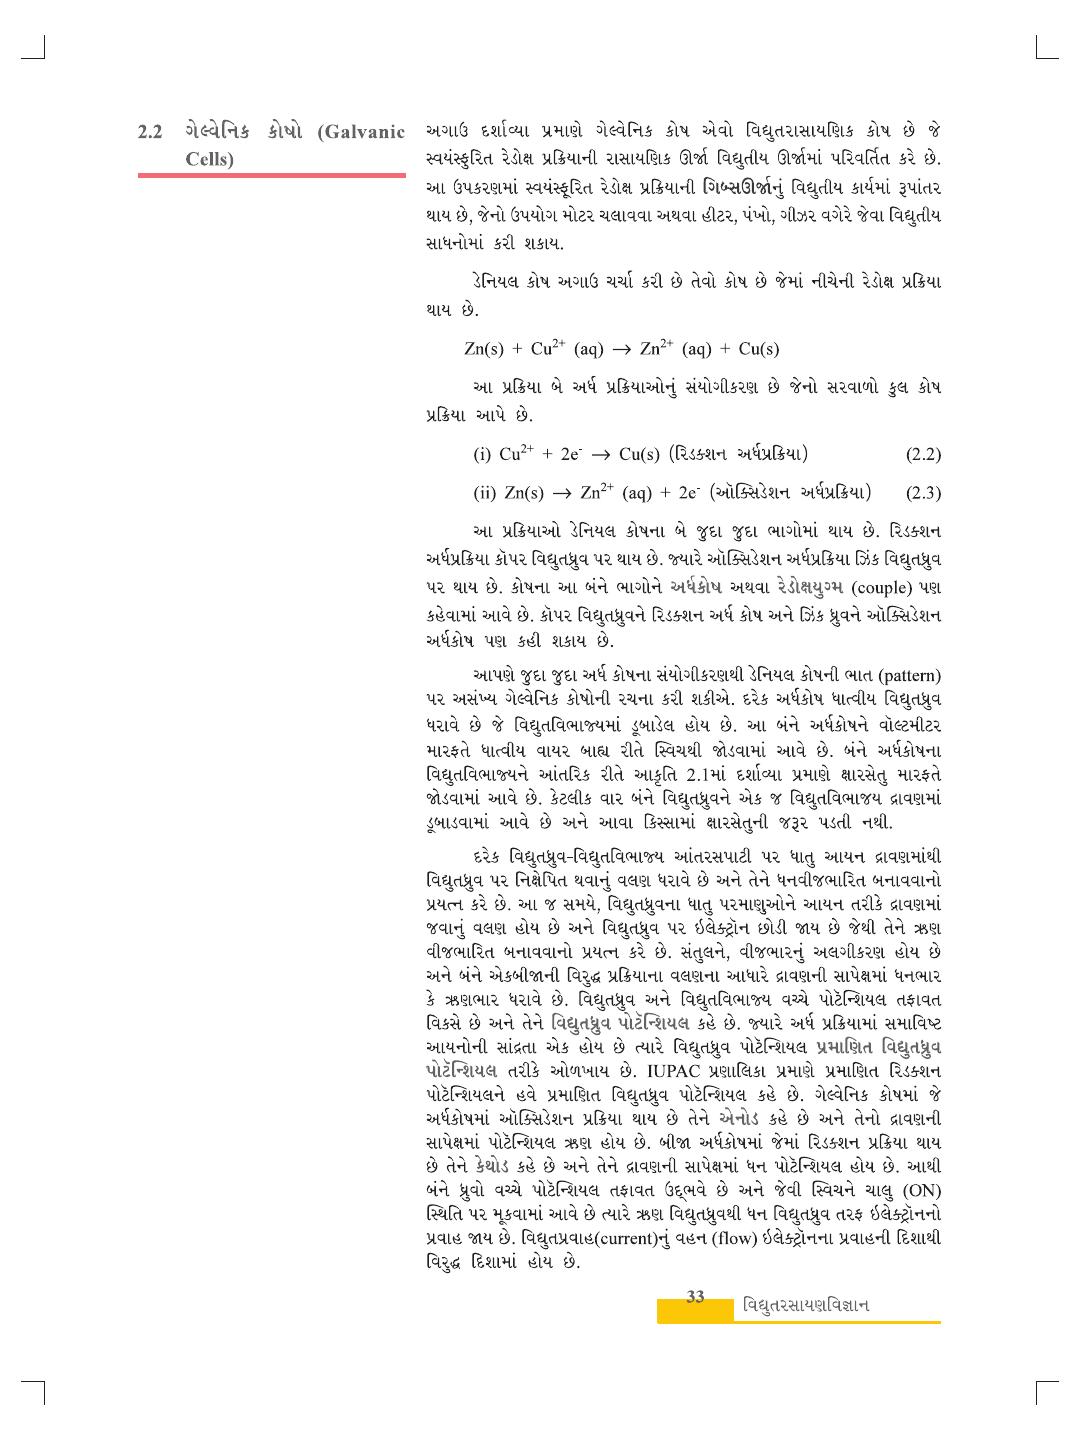 2.2 ગેલ્વેનિક કોષો (Galvanic
Cells)
અગાઉ દર્શાવ્યા પ્રમાણે ગેલ્વેનિક કોષ એવો વિદ્યુતરાસાયણિક કોષ છે જે
સ્વયંસ્ફુરિત રેડોક્ષ પ્રક્રિયાની રાસાયણિક ઊર્જા વિદ્યુતીય ઊર્જામાં પરિવર્તિત કરે છે.
આ ઉપકરણમાં સ્વયંસ્ફૂરિત રેડોક્ષ પ્રક્રિયાની ગિબ્સઊર્જાનું વિદ્યુતીય કાર્યમાં રૂપાંતર
થાય છે, જેનો ઉપયોગ મોટર ચલાવવા અથવા હીટર, પંખો, ગીઝર વગેરે જેવા વિદ્યુતીય
સાધનોમાં કરી શકાય.
ડેનિયલ કોષ અગાઉ ચર્ચા કરી છે તેવો કોષ છે જેમાં નીચેની રેડોક્ષ પ્રક્રિયા
થાય છે.
Zn(s) + Cu²⁺ (aq) → Zn²⁺ (aq) + Cu(s)
આ પ્રક્રિયા બે અર્ધ પ્રક્રિયાઓનું સંયોગીકરણ છે જેનો સરવાળો કુલ કોષ
પ્રક્રિયા આપે છે.
(i) Cu²⁺ + 2e⁻ → Cu(s) (રિડક્શન અર્ધપ્રક્રિયા) (2.2)
(ii) Zn(s) → Zn²⁺ (aq) + 2e⁻ (ઑક્સિડેશન અર્ધપ્રક્રિયા) (2.3)
આ પ્રક્રિયાઓ ડેનિયલ કોષના બે જુદા જુદા ભાગોમાં થાય છે. રિડક્શન
અર્ધપ્રક્રિયા કૉપર વિદ્યુતધ્રુવ પર થાય છે. જ્યારે ઑક્સિડેશન અર્ધપ્રક્રિયા ઝિંક વિદ્યુતધ્રુવ
પર થાય છે. કોષના આ બંને ભાગોને અર્ધકોષ અથવા રેડોક્ષયુગ્મ (couple) પણ
કહેવામાં આવે છે. કૉપર વિદ્યુતધ્રુવને રિડક્શન અર્ધ કોષ અને ઝિંક ધ્રુવને ઑક્સિડેશન
અર્ધકોષ પણ કહી શકાય છે.
આપણે જુદા જુદા અર્ધ કોષના સંયોગીકરણથી ડેનિયલ કોષની ભાત (pattern)
પર અસંખ્ય ગેલ્વેનિક કોષોની રચના કરી શકીએ. દરેક અર્ધકોષ ધાત્વીય વિદ્યુતધ્રુવ
ધરાવે છે જે વિદ્યુતવિભાજ્યમાં ડૂબાડેલ હોય છે. આ બંને અર્ધકોષને વૉલ્ટમીટર
મારફતે ધાત્વીય વાયર બાહ્ય રીતે સ્વિચથી જોડવામાં આવે છે. બંને અર્ધકોષના
વિદ્યુતવિભાજ્યને આંતરિક રીતે આકૃતિ 2.1માં દર્શાવ્યા પ્રમાણે ક્ષારસેતુ મારફતે
જોડવામાં આવે છે. કેટલીક વાર બંને વિદ્યુતધ્રુવને એક જ વિદ્યુતવિભાજય દ્રાવણમાં
ડૂબાડવામાં આવે છે અને આવા કિસ્સામાં ક્ષારસેતુની જરૂર પડતી નથી.
દરેક વિદ્યુતધ્રુવ-વિદ્યુતવિભાજ્ય આંતરસપાટી પર ધાતુ આયન દ્રાવણમાંથી
વિદ્યુતધ્રુવ પર નિક્ષેપિત થવાનું વલણ ધરાવે છે અને તેને ધનવીજભારિત બનાવવાનો
પ્રયત્ન કરે છે. આ જ સમયે, વિદ્યુતધ્રુવના ધાતુ પરમાણુઓને આયન તરીકે દ્રાવણમાં
જવાનું વલણ હોય છે અને વિદ્યુતધ્રુવ પર ઇલેક્ટ્રૉન છોડી જાય છે જેથી તેને ઋણ
વીજભારિત બનાવવાનો પ્રયત્ન કરે છે. સંતુલને, વીજભારનું અલગીકરણ હોય છે
અને બંને એકબીજાની વિરુદ્ધ પ્રક્રિયાના વલણના આધારે દ્રાવણની સાપેક્ષમાં ધનભાર
કે ઋણભાર ધરાવે છે. વિદ્યુતધ્રુવ અને વિદ્યુતવિભાજ્ય વચ્ચે પોટૅન્શિયલ તફાવત
વિકસે છે અને તેને વિદ્યુતધ્રુવ પોટૅન્શિયલ કહે છે. જ્યારે અર્ધ પ્રક્રિયામાં સમાવિષ્ટ
આયનોની સાંદ્રતા એક હોય છે ત્યારે વિદ્યુતધ્રુવ પોટૅન્શિયલ પ્રમાણિત વિદ્યુતધ્રુવ
પોટૅન્શિયલ તરીકે ઓળખાય છે. IUPAC પ્રણાલિકા પ્રમાણે પ્રમાણિત રિડક્શન
પોટૅન્શિયલને હવે પ્રમાણિત વિદ્યુતધ્રુવ પોટૅન્શિયલ કહે છે. ગેલ્વેનિક કોષમાં જે
અર્ધકોષમાં ઑક્સિડેશન પ્રક્રિયા થાય છે તેને એનોડ કહે છે અને તેનો દ્રાવણની
સાપેક્ષમાં પોટૅન્શિયલ ઋણ હોય છે. બીજા અર્ધકોષમાં જેમાં રિડક્શન પ્રક્રિયા થાય
છે તેને કેથોડ કહે છે અને તેને દ્રાવણની સાપેક્ષમાં ધન પોટૅન્શિયલ હોય છે. આથી
બંને ધ્રુવો વચ્ચે પોટૅન્શિયલ તફાવત ઉદ્દભવે છે અને જેવી સ્વિચને ચાલુ (ON)
સ્થિતિ પર મૂકવામાં આવે છે ત્યારે ઋણ વિદ્યુતધ્રુવથી ધન વિદ્યુતધ્રુવ તરફ ઇલેક્ટ્રૉનનો
પ્રવાહ જાય છે. વિદ્યુતપ્રવાહ(current)નું વહન (flow) ઇલેક્ટ્રૉનના પ્રવાહની દિશાથી
વિરુદ્ધ દિશામાં હોય છે.
33 વિદ્યુતરસાયણવિજ્ઞાન